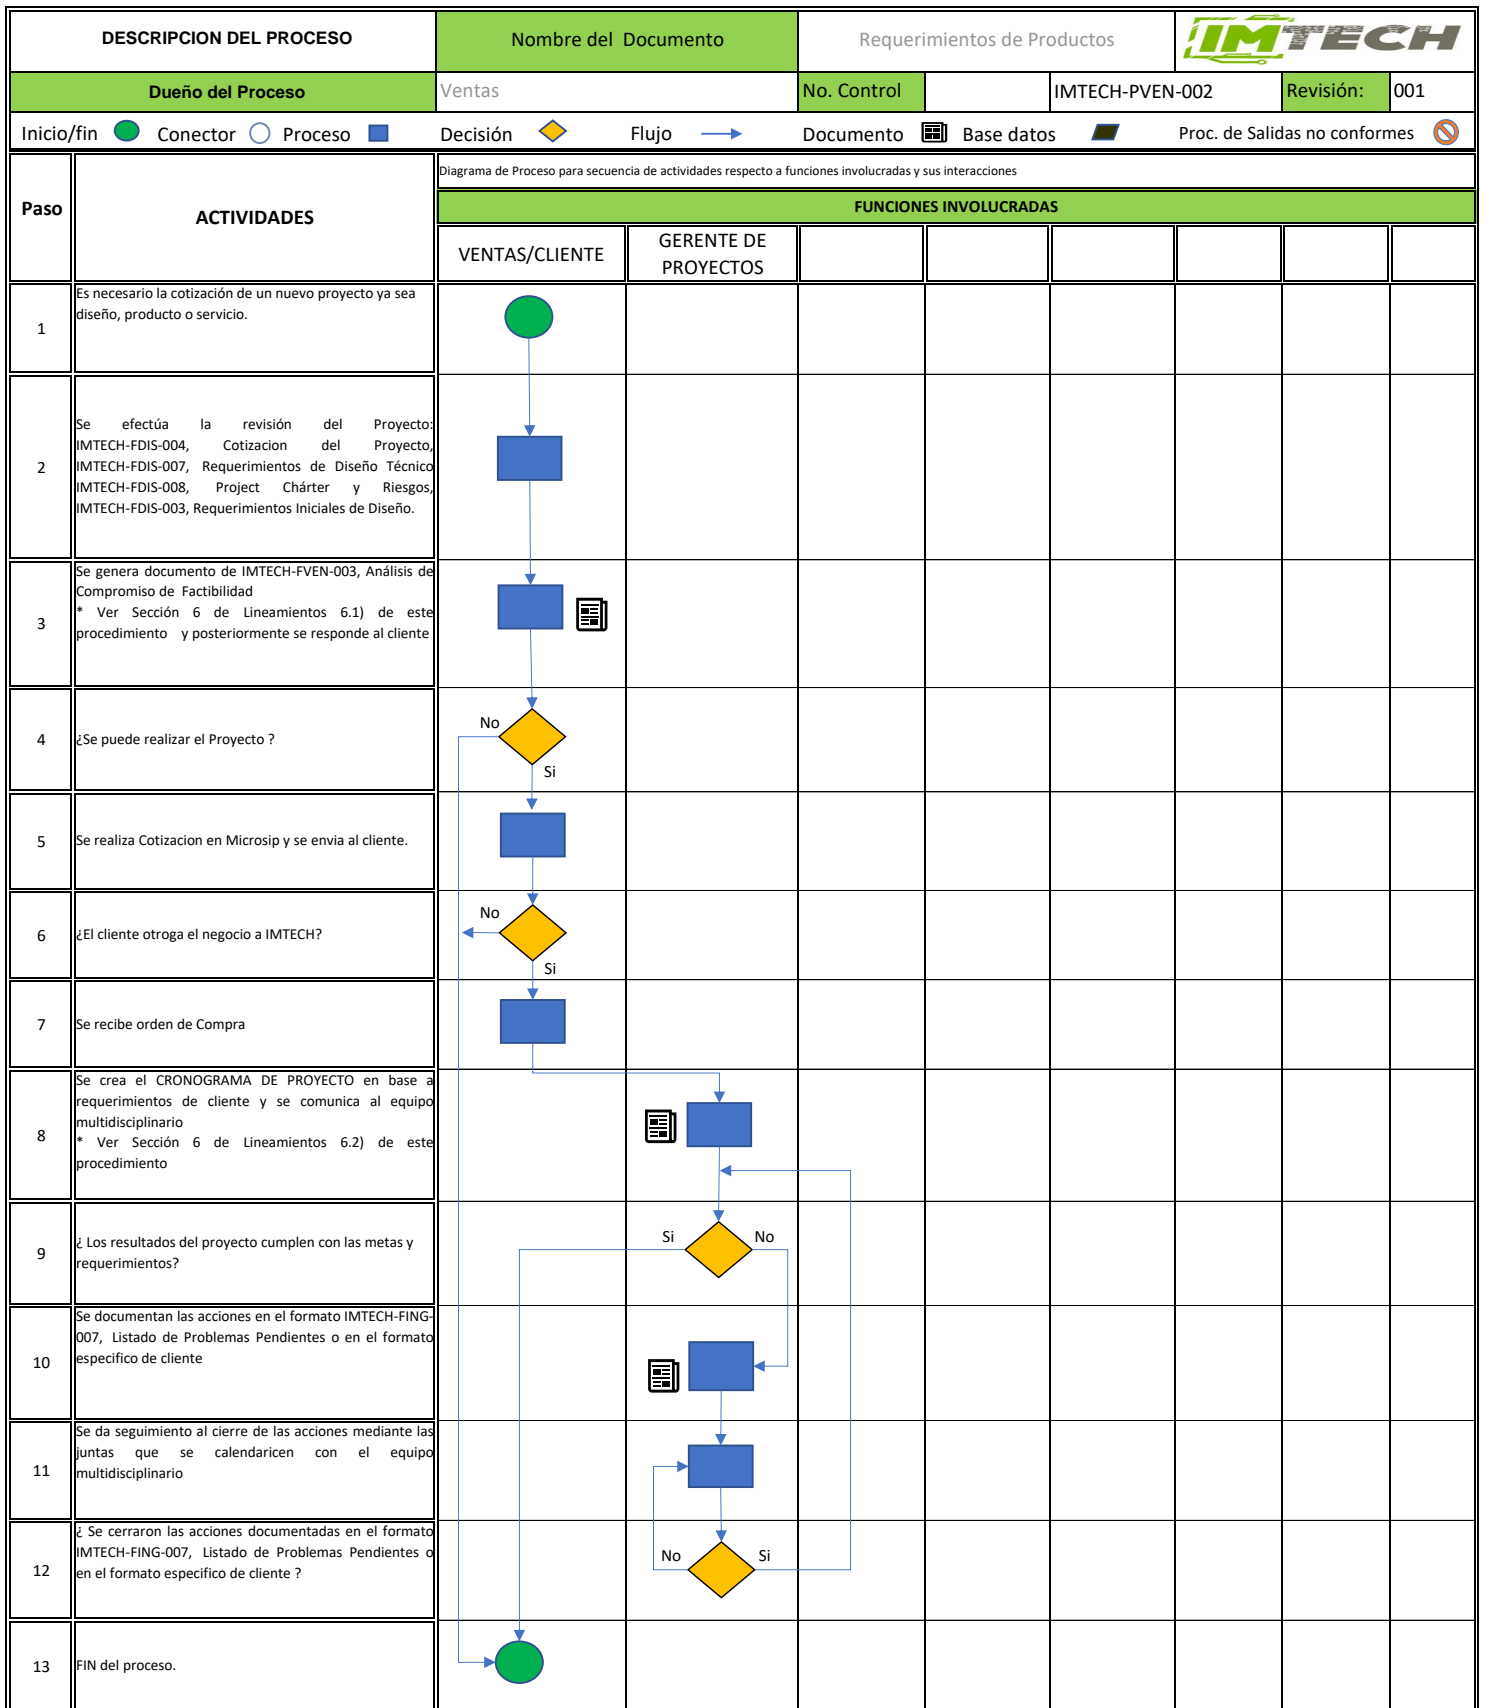 DESCRIPCION DEL PROCESO
Nombre del Documento
Requerimientos de Productos
IMTECH
Dueño del Proceso
Ventas
No. Control
IMTECH-PVEN-002
Revisión:
001
Inicio/fin
Conector
Proceso
Decisión
Flujo
Documento
Base datos
Proc. de Salidas no conformes
Paso
ACTIVIDADES
Diagrama de Proceso para secuencia de actividades respecto a funciones involucradas y sus interacciones
FUNCIONES INVOLUCRADAS
VENTAS/CLIENTE
GERENTE DE
PROYECTOS
1
Es necesario la cotización de un nuevo proyecto ya sea
diseño, producto o servicio.
2
Se efectúa la revisión del Proyecto:
IMTECH-FDIS-004, Cotizacion del Proyecto,
IMTECH-FDIS-007, Requerimientos de Diseño Técnico
IMTECH-FDIS-008, Project Chárter y Riesgos,
IMTECH-FDIS-003, Requerimientos Iniciales de Diseño.
3
Se genera documento de IMTECH-FVEN-003, Análisis de
Compromiso de Factibilidad
* Ver Sección 6 de Lineamientos 6.1) de este
procedimiento y posteriormente se responde al cliente
4
¿Se puede realizar el Proyecto ?
No
Si
5
Se realiza Cotizacion en Microsip y se envia al cliente.
6
¿El cliente otroga el negocio a IMTECH?
No
Si
7
Se recibe orden de Compra
8
Se crea el CRONOGRAMA DE PROYECTO en base a
requerimientos de cliente y se comunica al equipo
multidisciplinario
* Ver Sección 6 de Lineamientos 6.2) de este
procedimiento
9
¿ Los resultados del proyecto cumplen con las metas y
requerimientos?
Si
No
10
Se documentan las acciones en el formato IMTECH-FING-
007, Listado de Problemas Pendientes o en el formato
especifico de cliente
11
Se da seguimiento al cierre de las acciones mediante las
juntas que se calendaricen con el equipo
multidisciplinario
12
¿ Se cerraron las acciones documentadas en el formato
IMTECH-FING-007, Listado de Problemas Pendientes o
en el formato especifico de cliente ?
No
Si
13
FIN del proceso.